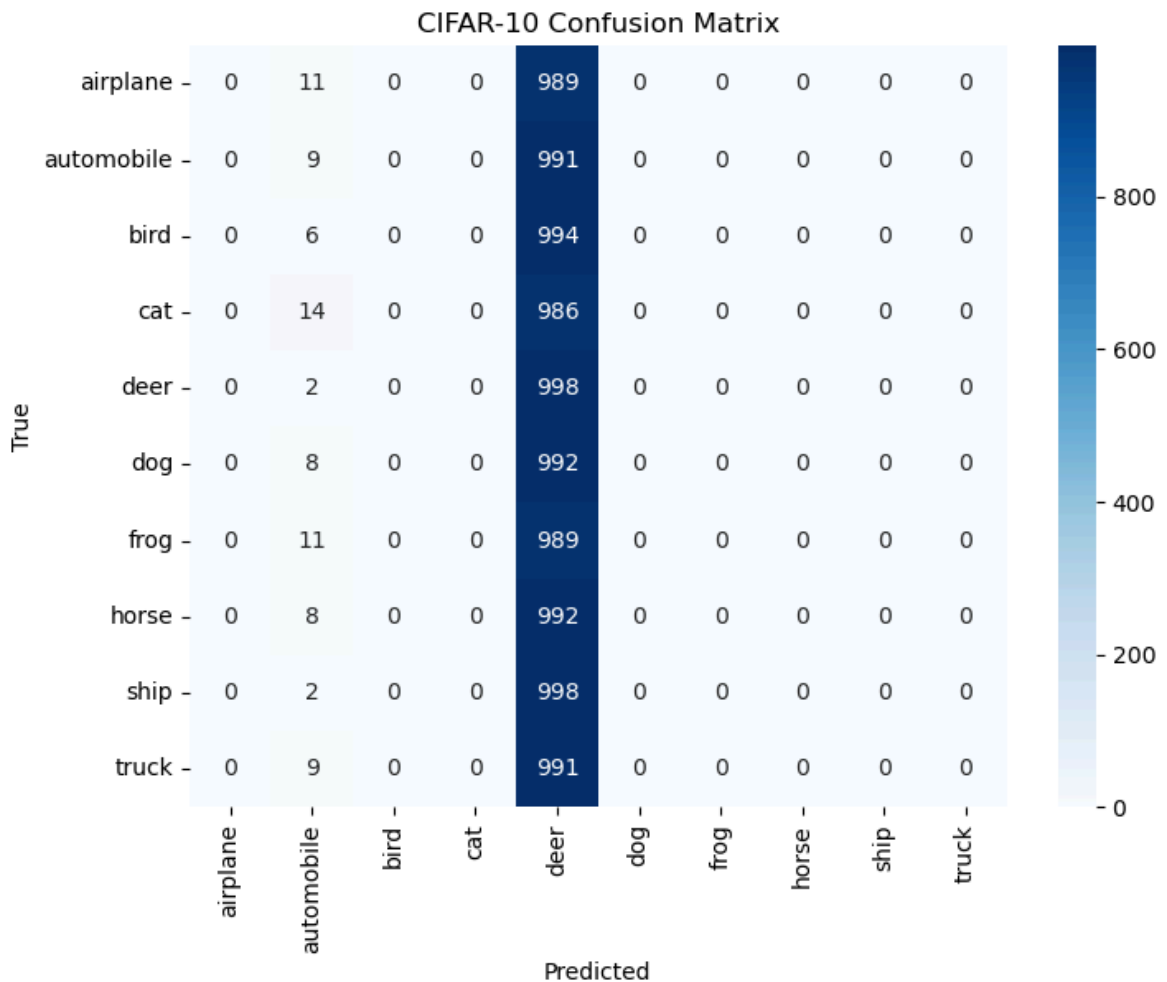 CIFAR-10 Confusion Matrix
airplane 0 11 0 0 989 0 0 0 0 0
automobile 0 9 0 0 991 0 0 0 0 0
bird 0 6 0 0 994 0 0 0 0 0
cat 0 14 0 0 986 0 0 0 0 0
deer 0 2 0 0 998 0 0 0 0 0
dog 0 8 0 0 992 0 0 0 0 0
frog 0 11 0 0 989 0 0 0 0 0
horse 0 8 0 0 992 0 0 0 0 0
ship 0 2 0 0 998 0 0 0 0 0
truck 0 9 0 0 991 0 0 0 0 0
True
airplane automobile bird cat deer dog frog horse ship truck
Predicted
800
600
400
200
0